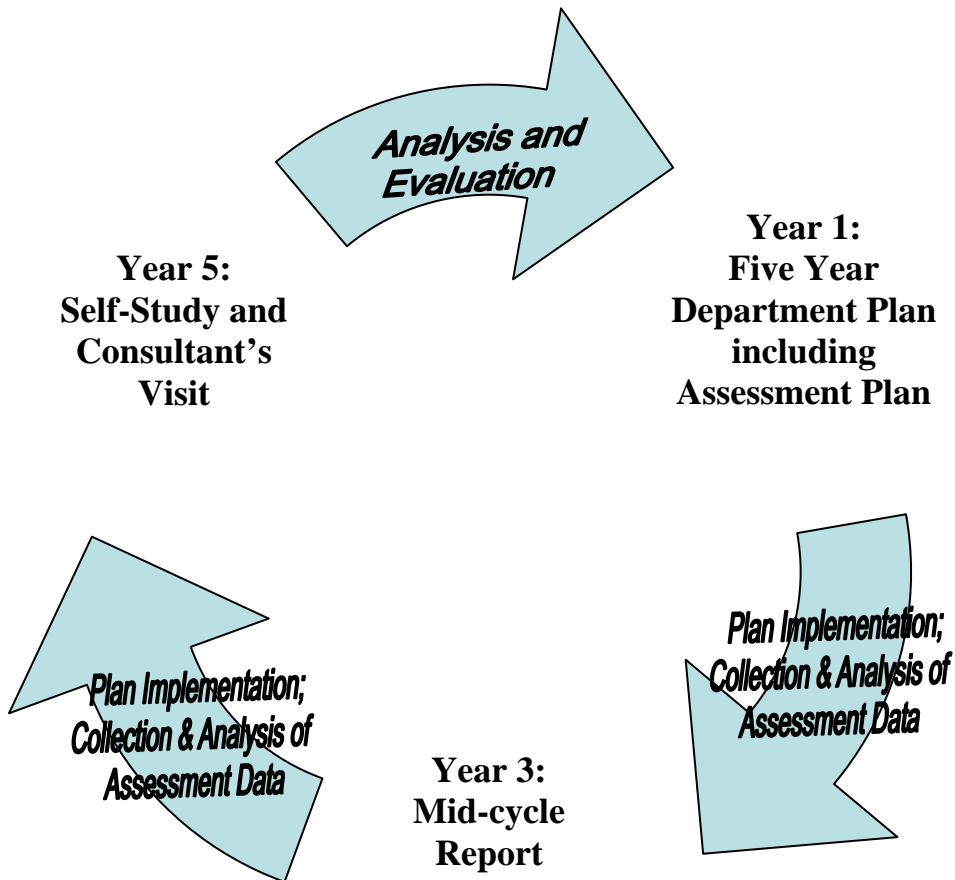 Analysis and
Evaluation
Year 1:
Five Year
Department Plan
including
Assessment Plan
Year 5:
Self-Study and
Consultant’s
Visit
Plan Implementation;
Collection & Analysis of
Assessment Data
Year 3:
Mid-cycle
Report
Plan Implementation;
Collection & Analysis of
Assessment Data